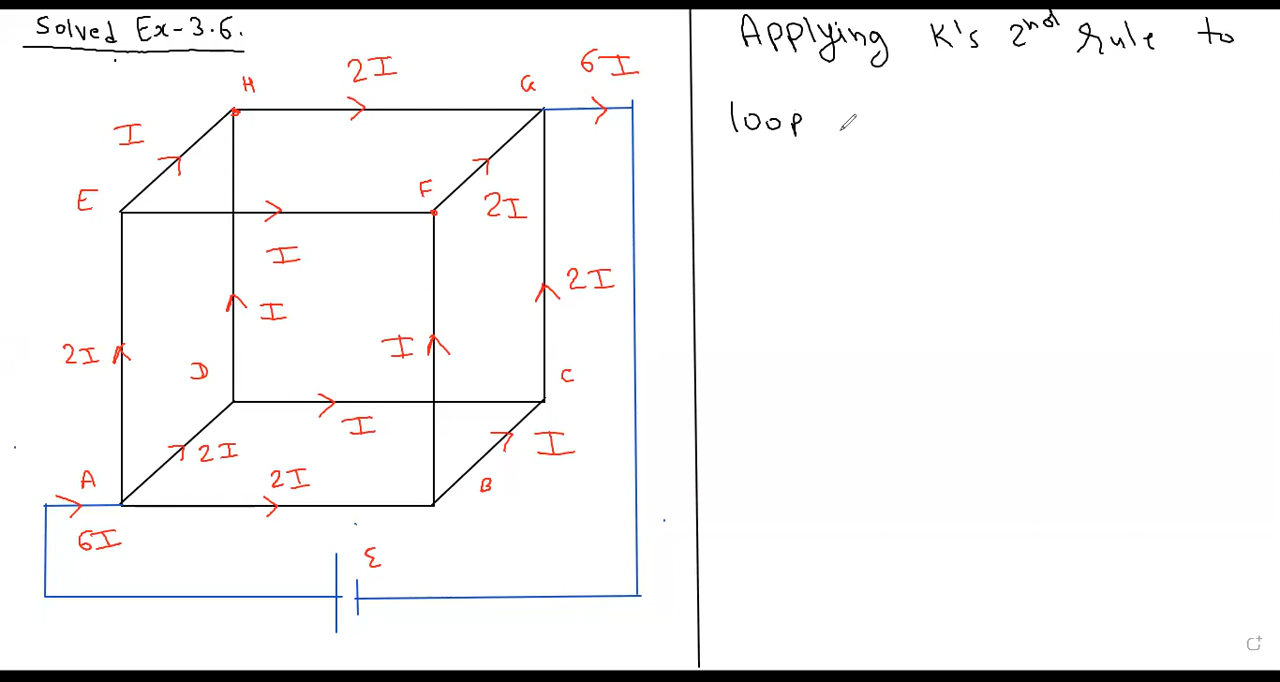 Solved Ex-3.6.
Applying K's 2nd Rule to
loop
H
2I
G
6I
I
E
F
2I
I
I
2I
2I
D
I
C
I
2I
I
A
2I
B
6I
ε